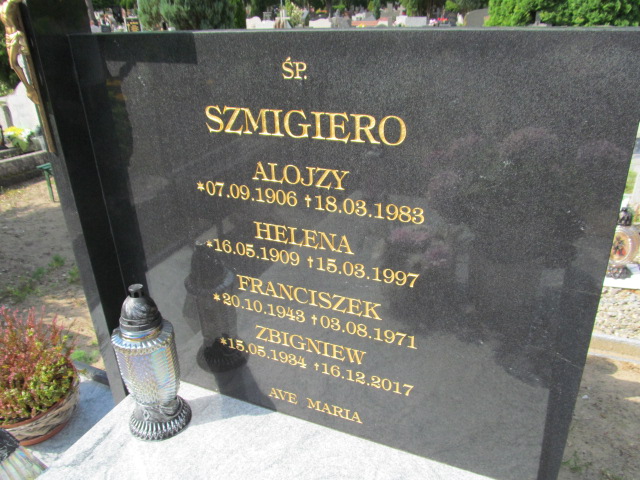 ŚP.
SZMIGIERO
ALOJZY
*07.09.1906 †18.03.1983
HELENA
*16.05.1909 †15.03.1997
FRANCISZEK
*20.10.1943 †03.08.1971
ZBIGNIEW
*15.05.1934 †16.12.2017
AVE MARIA